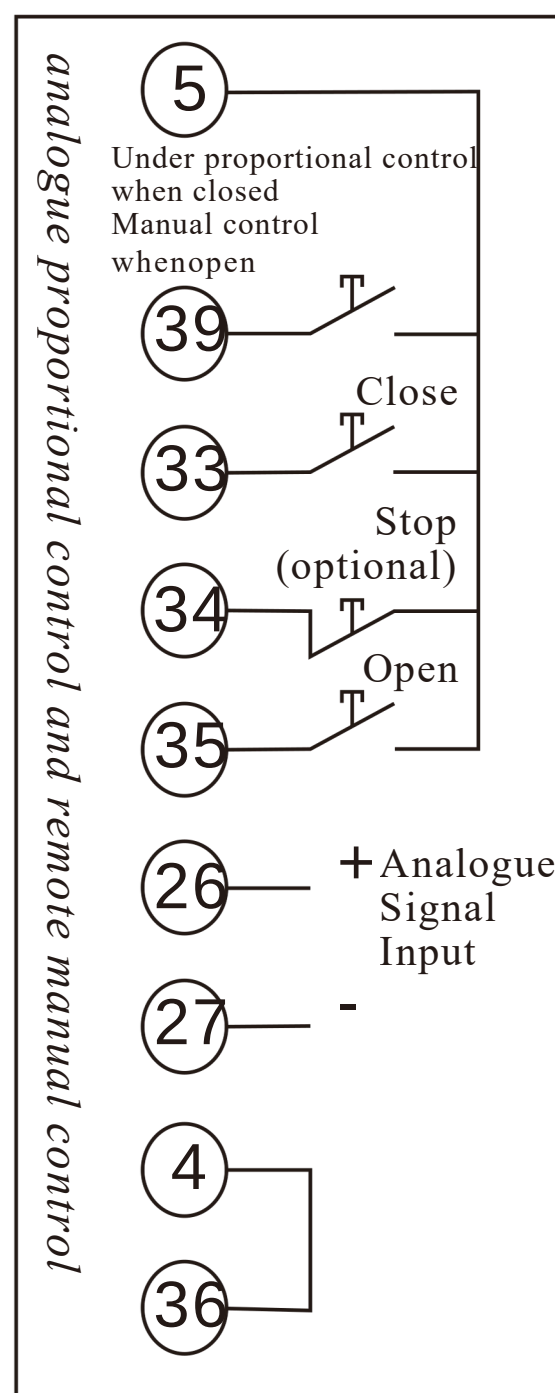 analogue proportional control and remote manual control
5
Under proportional control
when closed
Manual control
whenopen
39
Close
33
Stop
(optional)
34
Open
35
26
+ Analogue
Signal
Input
27
-
4
36